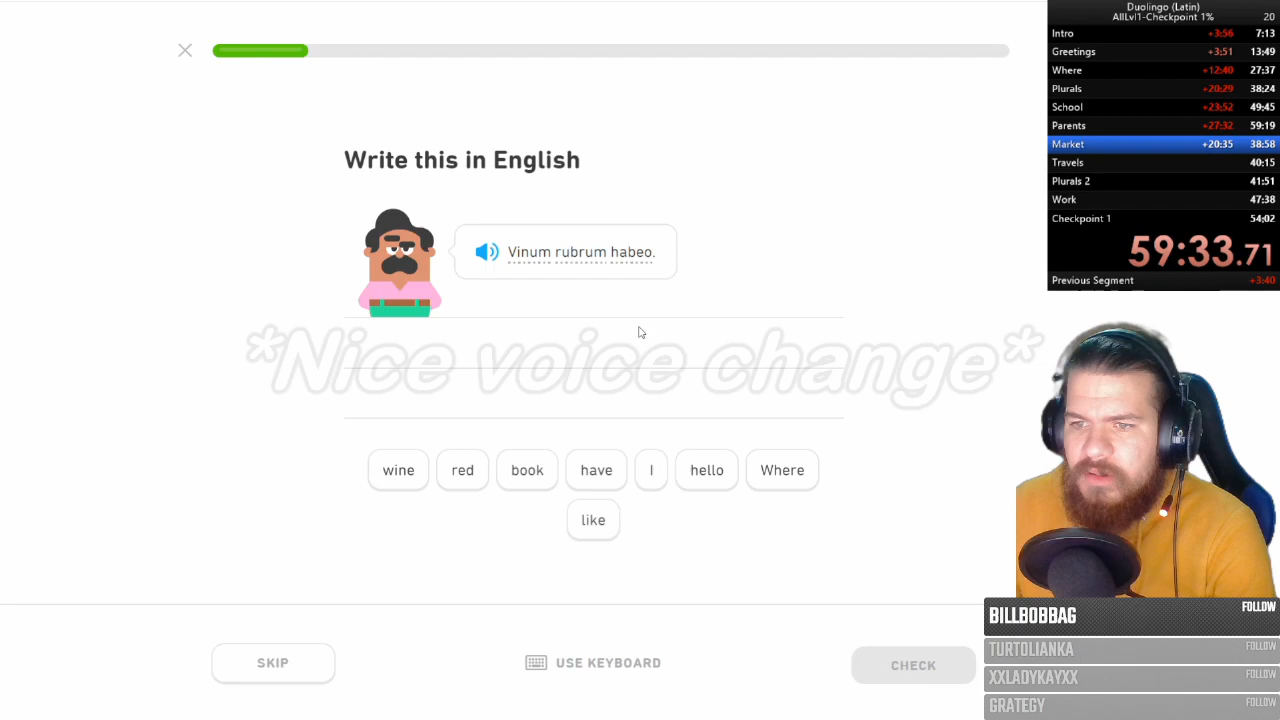 Duolingo (Latin)
AllLvl1-Checkpoint 1% 20
Intro +3:56 7:13
Greetings +3:51 13:49
Where +12:40 27:37
Plurals +20:29 38:24
School +23:52 49:45
Parents +27:32 59:19
Market +20:35 38:58
Travels 40:15
Plurals 2 41:51
Work 47:38
Checkpoint 1 54:02
59:33.71
Previous Segment +3:40
Write this in English
Vinum rubrum habeo.
*Nice voice change*
wine red book have I hello Where
like
SKIP USE KEYBOARD CHECK
BILLBOBBAG FOLLOW
TURTOLIANKA FOLLOW
XXLADYKAYXX FOLLOW
GRATEGY FOLLOW